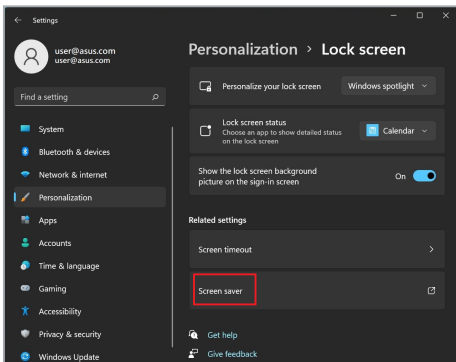 Settings
user@asus.com
user@asus.com
Find a setting
System
Bluetooth & devices
Network & internet
Personalization
Apps
Accounts
Time & language
Gaming
Accessibility
Privacy & security
Windows Update
Personalization > Lock screen
Personalize your lock screen
Windows spotlight
Lock screen status
Choose an app to show detailed status
on the lock screen
Calendar
Show the lock screen background
picture on the sign-in screen
On
Related settings
Screen timeout
Screen saver
Get help
Give feedback